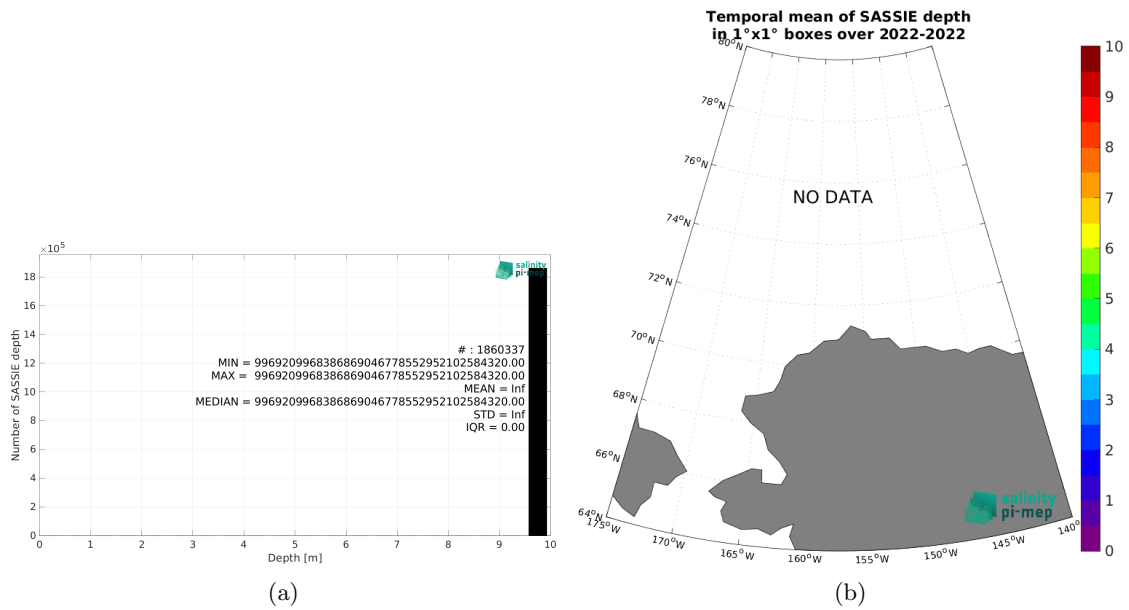 ×10⁵
18
16
14
12
10
8
6
4
2
0
Number of SASSIE depth
salinity
pi-mep
# : 1860337
MIN = 9969209968386869046778552952102584320.00
MAX = 9969209968386869046778552952102584320.00
MEAN = Inf
MEDIAN = 9969209968386869046778552952102584320.00
STD = Inf
IQR = 0.00
0 1 2 3 4 5 6 7 8 9 10
Depth [m]
(a)
Temporal mean of SASSIE depth
in 1°x1° boxes over 2022-2022
80°N
78°N
76°N
74°N
72°N
70°N
68°N
66°N
64°N
NO DATA
175°W
170°W
165°W
160°W
155°W
150°W
145°W
140°
salinity
pi-mep
10
9
8
7
6
5
4
3
2
1
0
(b)